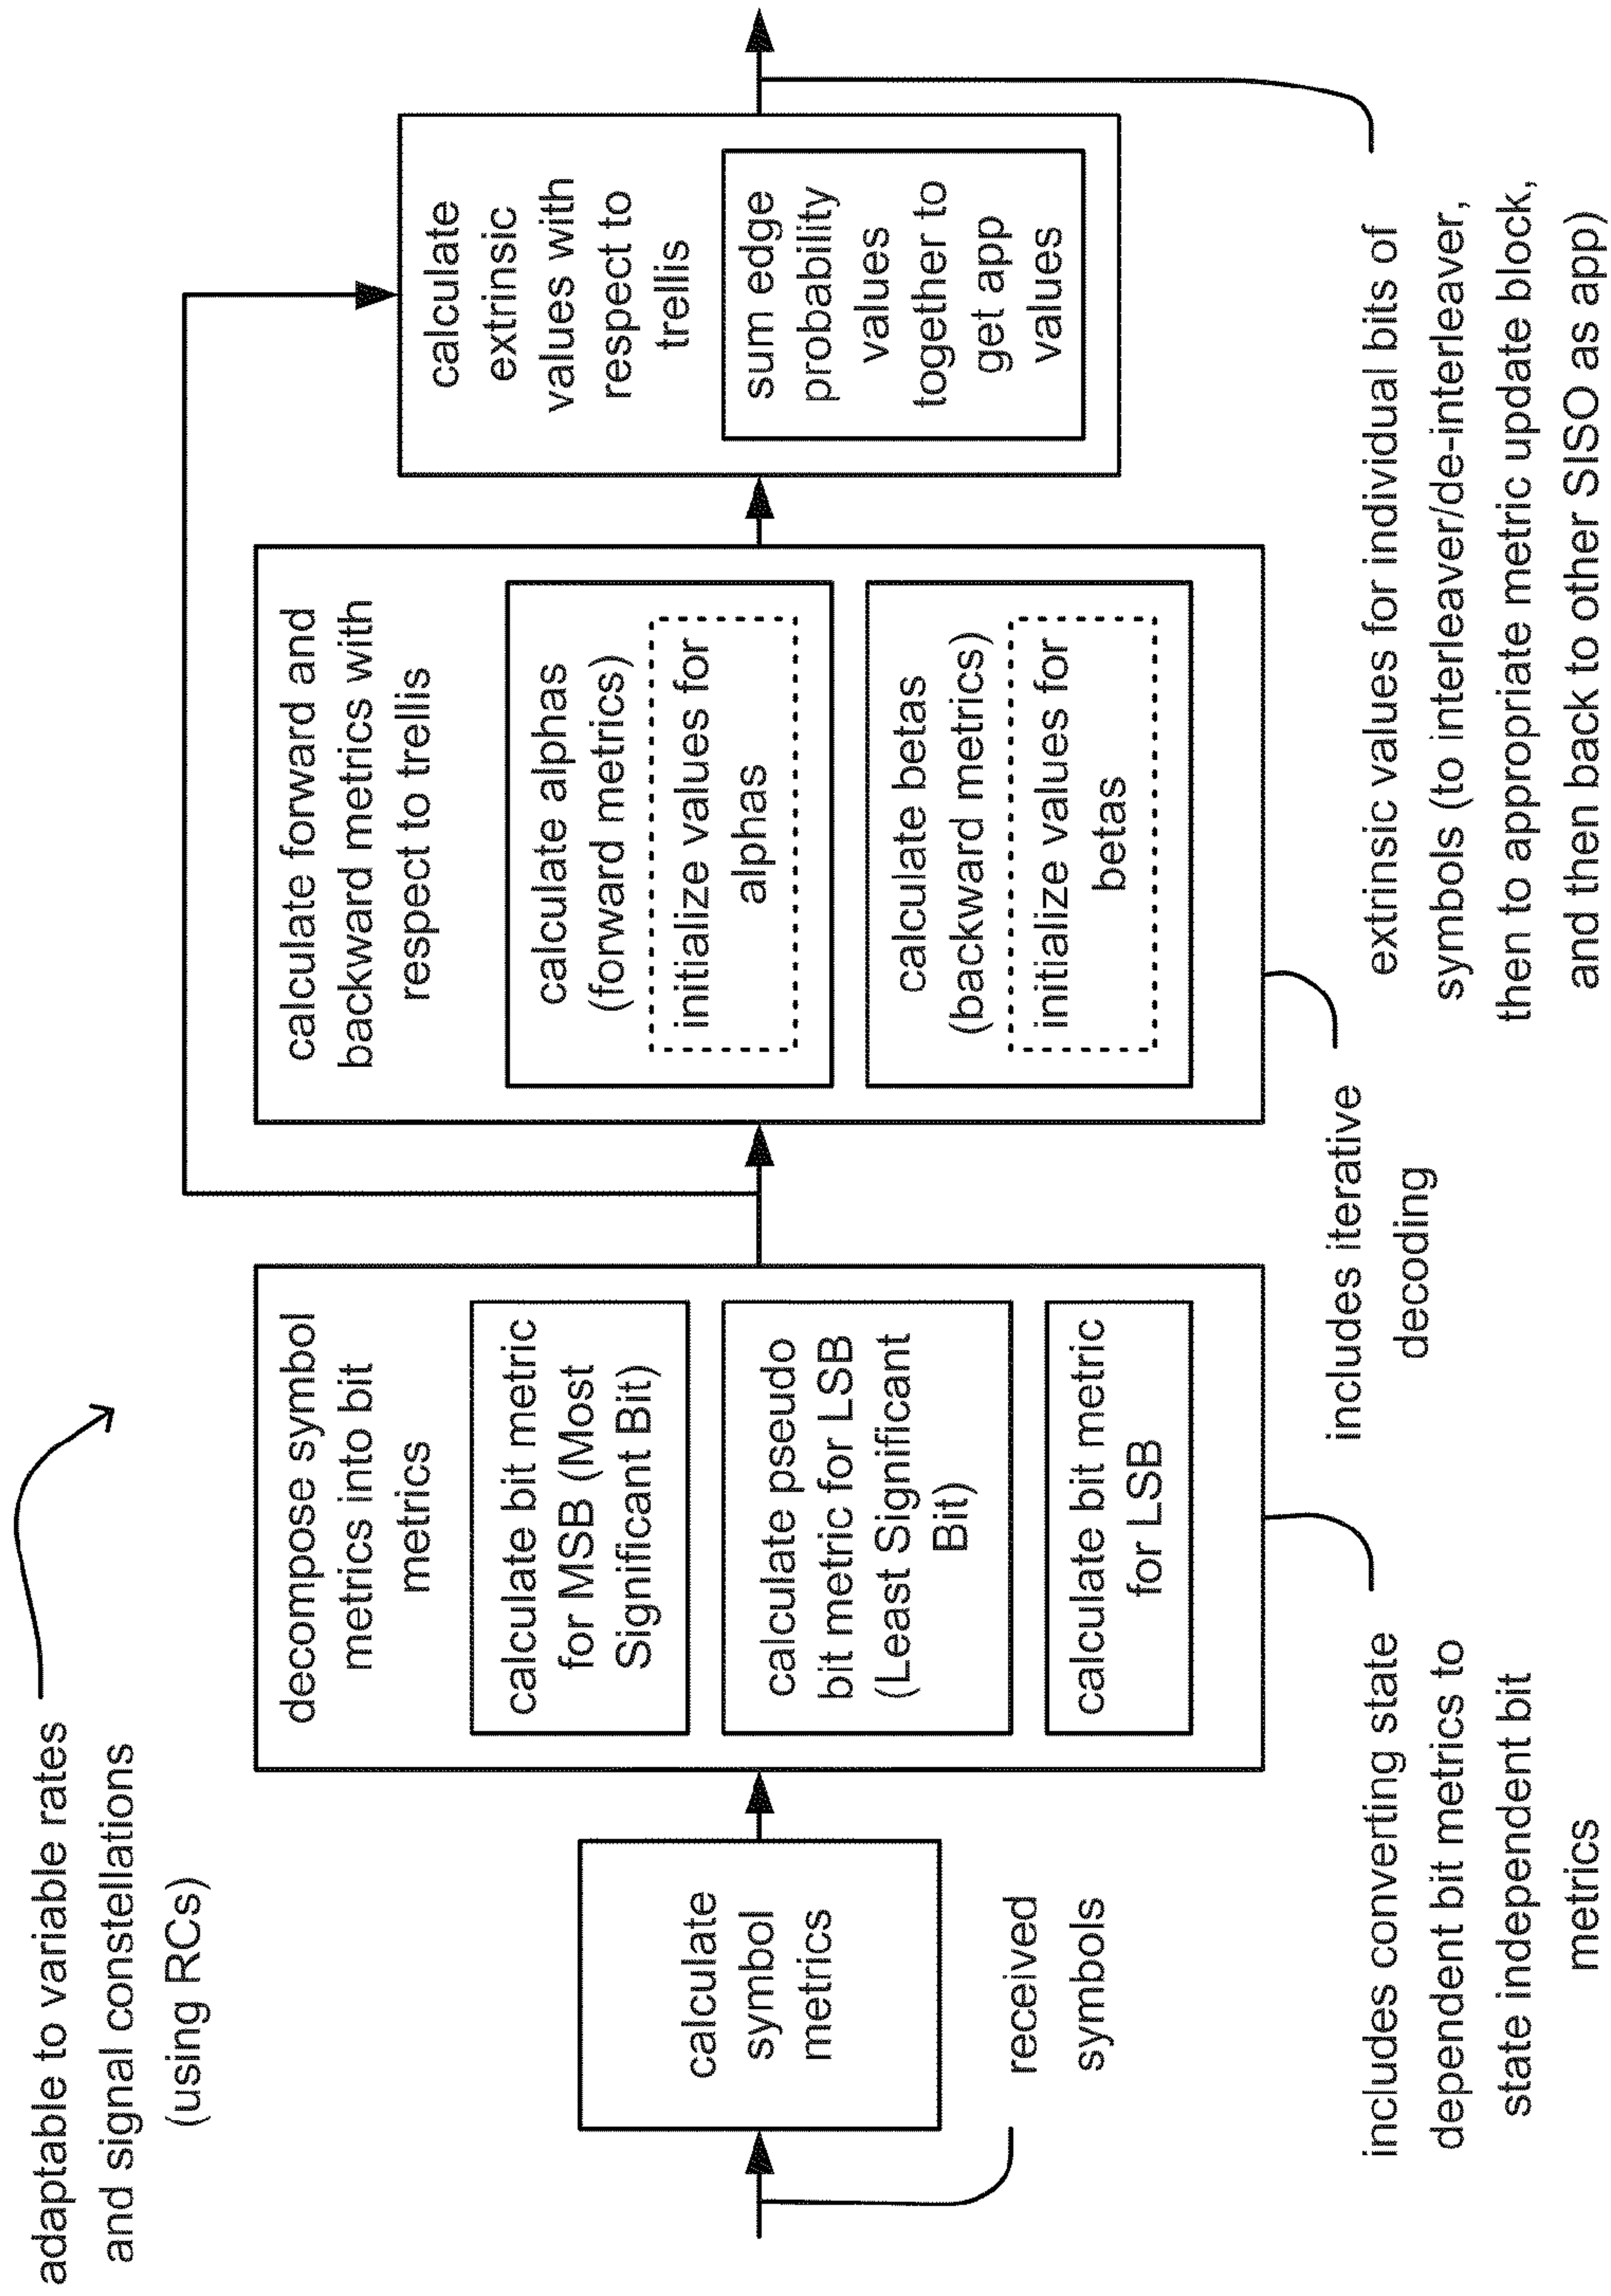 adaptable to variable rates
and signal constellations
(using RCs)
received
symbols
calculate
symbol
metrics
decompose symbol
metrics into bit
metrics
calculate bit metric
for MSB (Most
Significant Bit)
calculate pseudo
bit metric for LSB
(Least Significant
Bit)
calculate bit metric
for LSB
includes converting state
dependent bit metrics to
state independent bit
metrics
calculate forward and
backward metrics with
respect to trellis
calculate alphas
(forward metrics)
initialize values for
alphas
calculate betas
(backward metrics)
initialize values for
betas
includes iterative
decoding
calculate
extrinsic
values with
respect to
trellis
sum edge
probability
values
together to
get app
values
extrinsic values for individual bits of
symbols (to interleaver/de-interleaver,
then to appropriate metric update block,
and then back to other SISO as app)